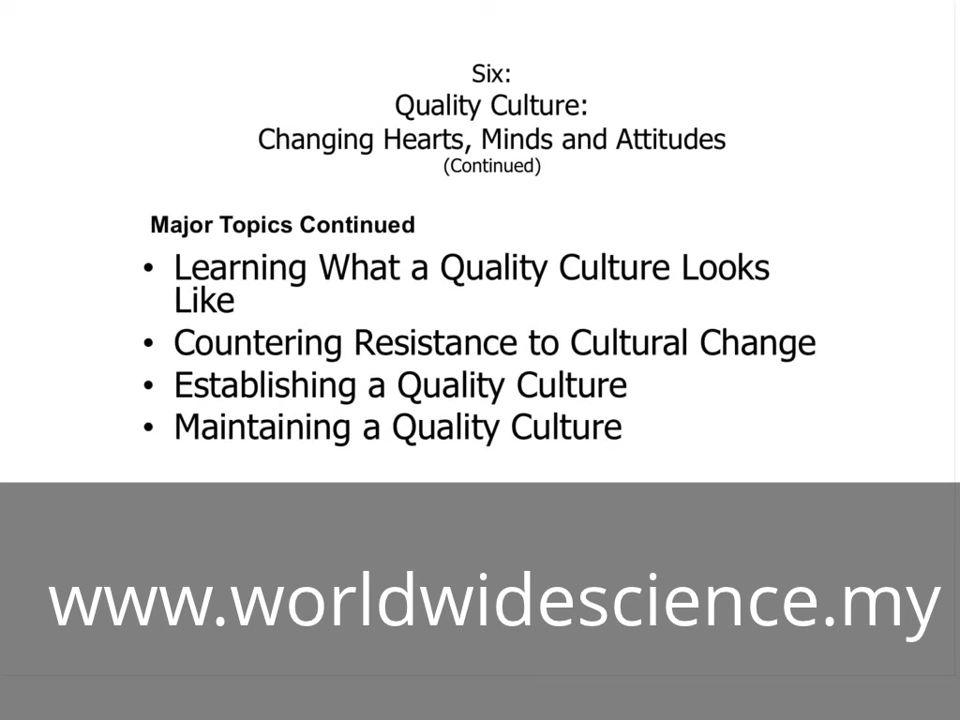 Six:
Quality Culture:
Changing Hearts, Minds and Attitudes
(Continued)
Major Topics Continued
• Learning What a Quality Culture Looks
Like
• Countering Resistance to Cultural Change
• Establishing a Quality Culture
• Maintaining a Quality Culture
www.worldwidescience.my